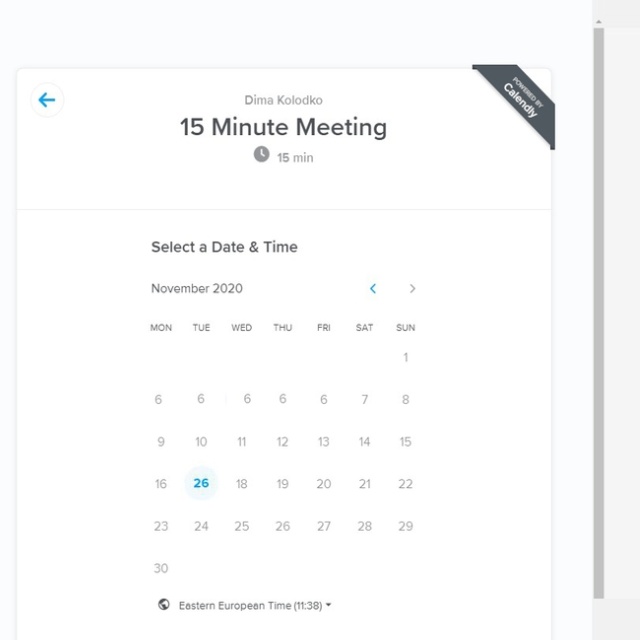 POWERED BY
Calendly
Dima Kolodko
15 Minute Meeting
15 min
Select a Date & Time
November 2020
MON TUE WED THU FRI SAT SUN
1
6 6 6 6 6 7 8
9 10 11 12 13 14 15
16 26 18 19 20 21 22
23 24 25 26 27 28 29
30
Eastern European Time (11:38)